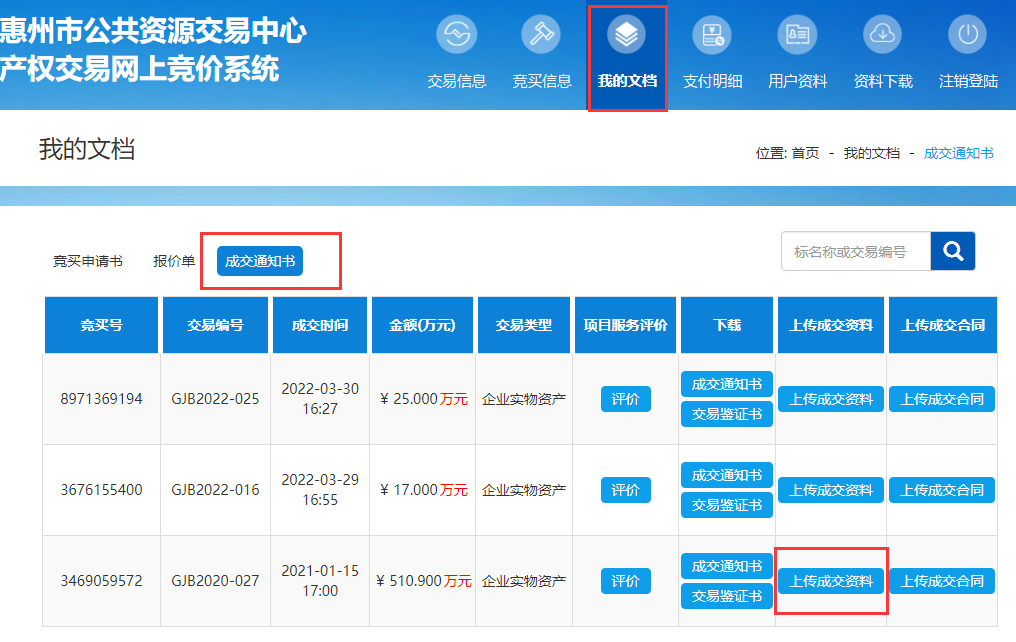 惠州市公共资源交易中心
产权交易网上竞价系统
交易信息 竞买信息 我的文档 支付明细 用户资料 资料下载 注销登陆
我的文档
位置: 首页 - 我的文档 - 成交通知书
竞买申请书 报价单 成交通知书 标名称或交易编号
竞买号 交易编号 成交时间 金额(万元) 交易类型 项目服务评价 下载 上传成交资料 上传成交合同
8971369194 GJB2022-025 2022-03-30 16:27 ¥ 25.000万元 企业实物资产 评价 成交通知书 交易鉴证书 上传成交资料 上传成交合同
3676155400 GJB2022-016 2022-03-29 16:55 ¥ 17.000万元 企业实物资产 评价 成交通知书 交易鉴证书 上传成交资料 上传成交合同
3469059572 GJB2020-027 2021-01-15 17:00 ¥ 510.900万元 企业实物资产 评价 成交通知书 交易鉴证书 上传成交资料 上传成交合同